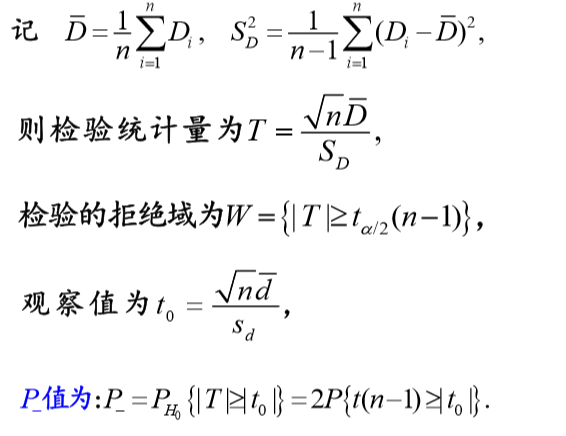 记 D̄ = 1/n ∑_{i=1}^{n} D_i , S_D^2 = 1/(n−1) ∑_{i=1}^{n} (D_i − D̄)^2,
则检验统计量为 T = √n D̄ / S_D ,
检验的拒绝域为W = {| T |≥ t_{α/2}(n−1)},
观察值为 t_0 = √n d̄ / s_d ,
P_值为:P_ = P_{H_0}{| T |≥| t_0 |} = 2P{t(n−1) ≥| t_0 |}.